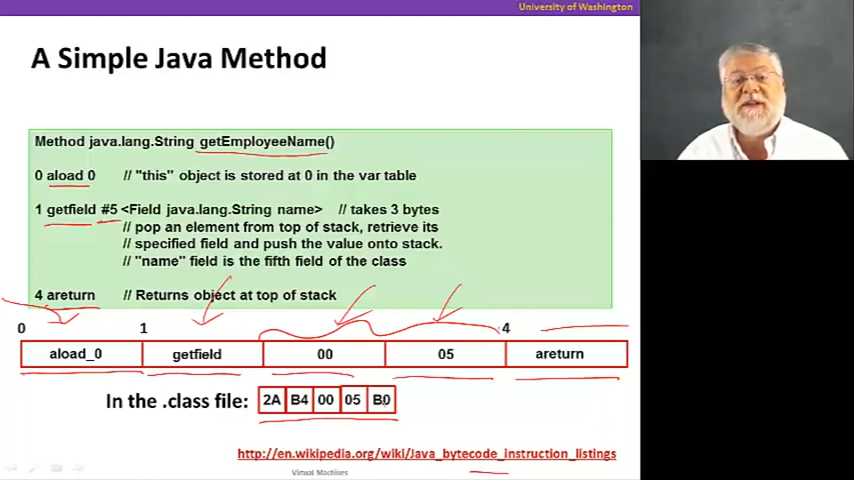 University of Washington
A Simple Java Method
Method java.lang.String getEmployeeName()
0 aload 0 // "this" object is stored at 0 in the var table
1 getfield #5 <Field java.lang.String name> // takes 3 bytes
// pop an element from top of stack, retrieve its
// specified field and push the value onto stack.
// "name" field is the fifth field of the class
4 areturn // Returns object at top of stack
0 1 4
aload_0 getfield 00 05 areturn
In the .class file: 2A B4 00 05 B0
http://en.wikipedia.org/wiki/Java_bytecode_instruction_listings
Virtual Machines